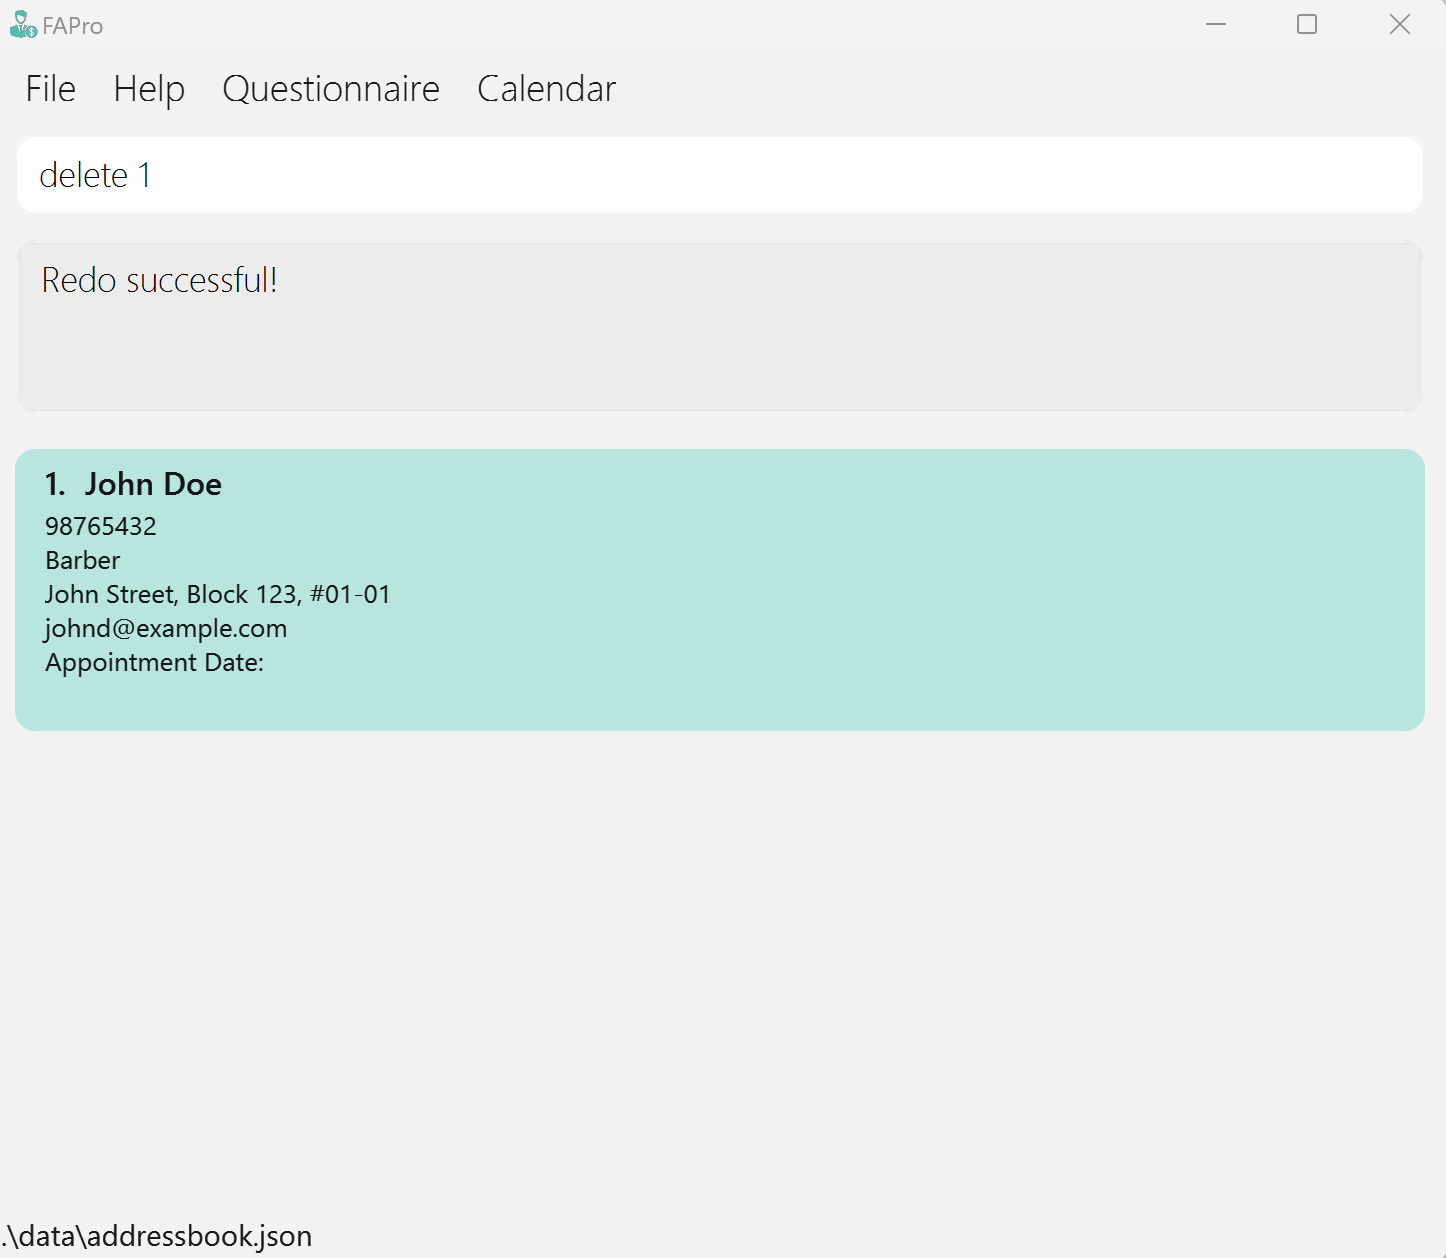 FAPro
File Help Questionnaire Calendar
delete 1
Redo successful!
1. John Doe
98765432
Barber
John Street, Block 123, #01-01
johnd@example.com
Appointment Date:
.\data\addressbook.json